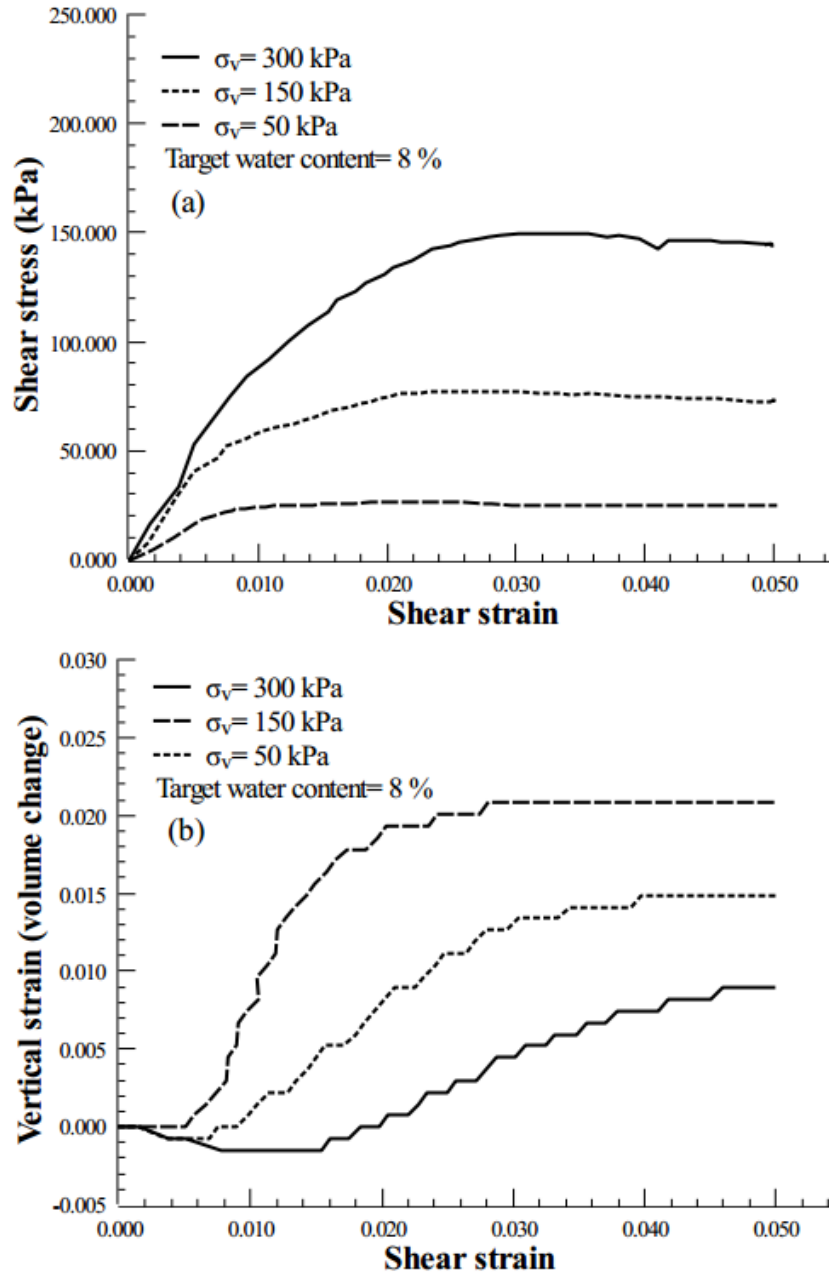 250.000
200.000
150.000
100.000
50.000
0.000
Shear stress (kPa)
σv= 300 kPa
σv= 150 kPa
σv= 50 kPa
Target water content= 8 %
(a)
0.000 0.010 0.020 0.030 0.040 0.050
Shear strain
0.030
0.025
0.020
0.015
0.010
0.005
0.000
-0.005
Vertical strain (volume change)
σv= 300 kPa
σv= 150 kPa
σv= 50 kPa
Target water content= 8 %
(b)
0.000 0.010 0.020 0.030 0.040 0.050
Shear strain